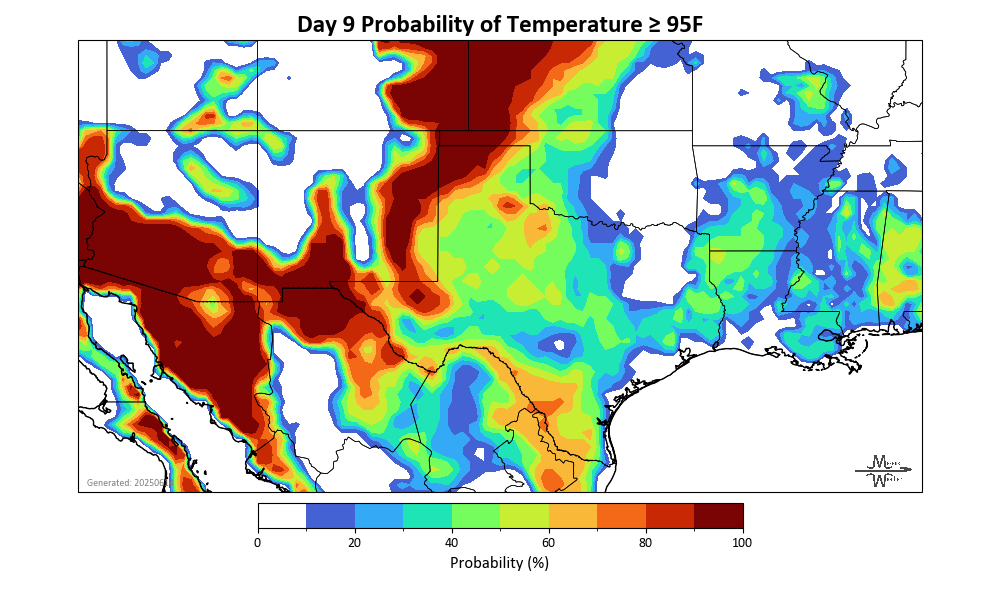 Day 9 Probability of Temperature ≥ 95F
Generated: 202506
0 20 40 60 80 100
Probability (%)